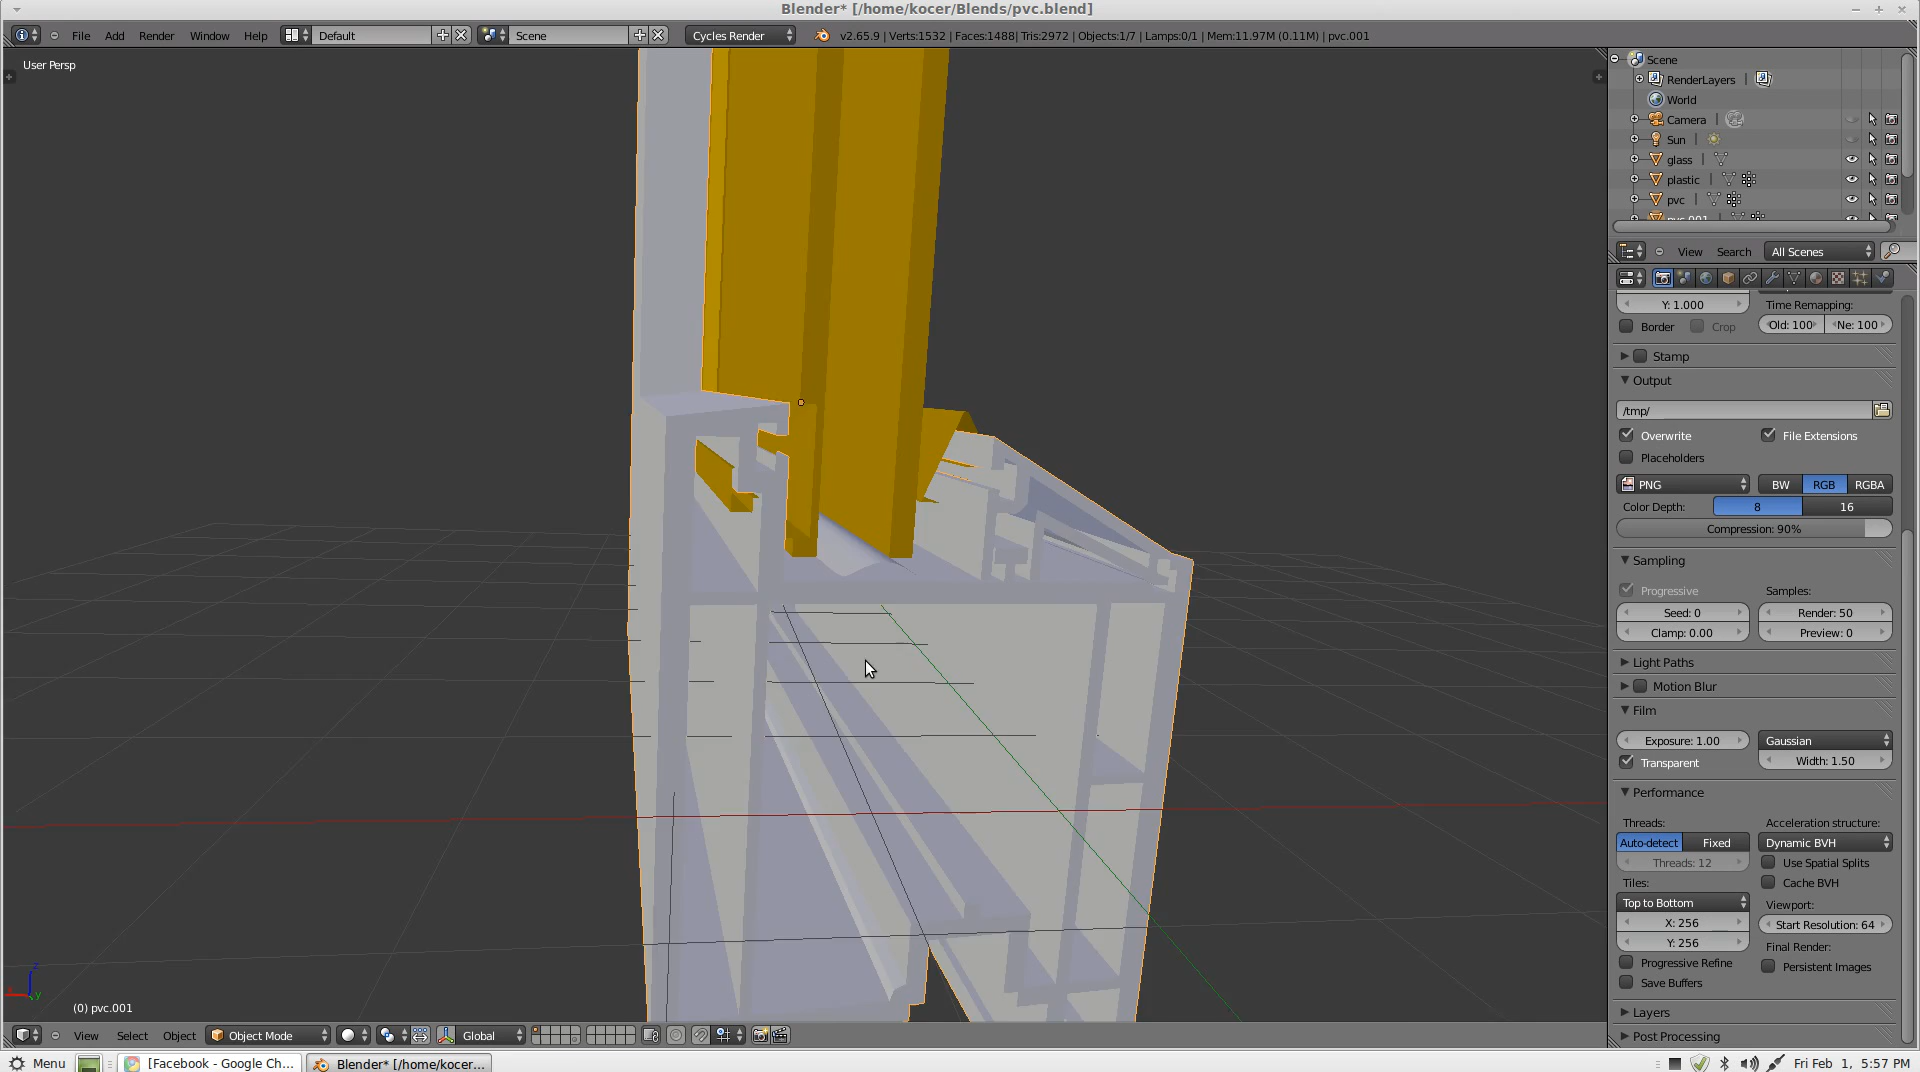 Blender* [/home/kocer/Blends/pvc.blend]
File Add Render Window Help Default Scene Cycles Render v2.65.9 | Verts:1532 | Faces:1488| Tris:2972 | Objects:1/7 | Lamps:0/1 | Mem:11.97M (0.11M) | pvc.001
User Persp
Scene
RenderLayers |
World
Camera |
Sun |
glass |
plastic |
pvc |
pvc.001 |
View Search All Scenes
Y: 1.000 Time Remapping:
Border Crop Old: 100 Ne: 100
Stamp
Output
/tmp/
Overwrite File Extensions
Placeholders
PNG BW RGB RGBA
Color Depth: 8 16
Compression: 90%
Sampling
Progressive Samples:
Seed: 0 Render: 50
Clamp: 0.00 Preview: 0
Light Paths
Motion Blur
Film
Exposure: 1.00 Gaussian
Transparent Width: 1.50
Performance
Threads: Acceleration structure:
Auto-detect Fixed Dynamic BVH
Threads: 12 Use Spatial Splits
Tiles: Cache BVH
Top to Bottom Viewport:
X: 256 Start Resolution: 64
Y: 256 Final Render:
Progressive Refine Persistent Images
Save Buffers
Layers
Post Processing
z
x y
(0) pvc.001
View Select Object Object Mode Global
Menu [Facebook - Google Ch... Blender* [/home/kocer... Fri Feb 1, 5:57 PM